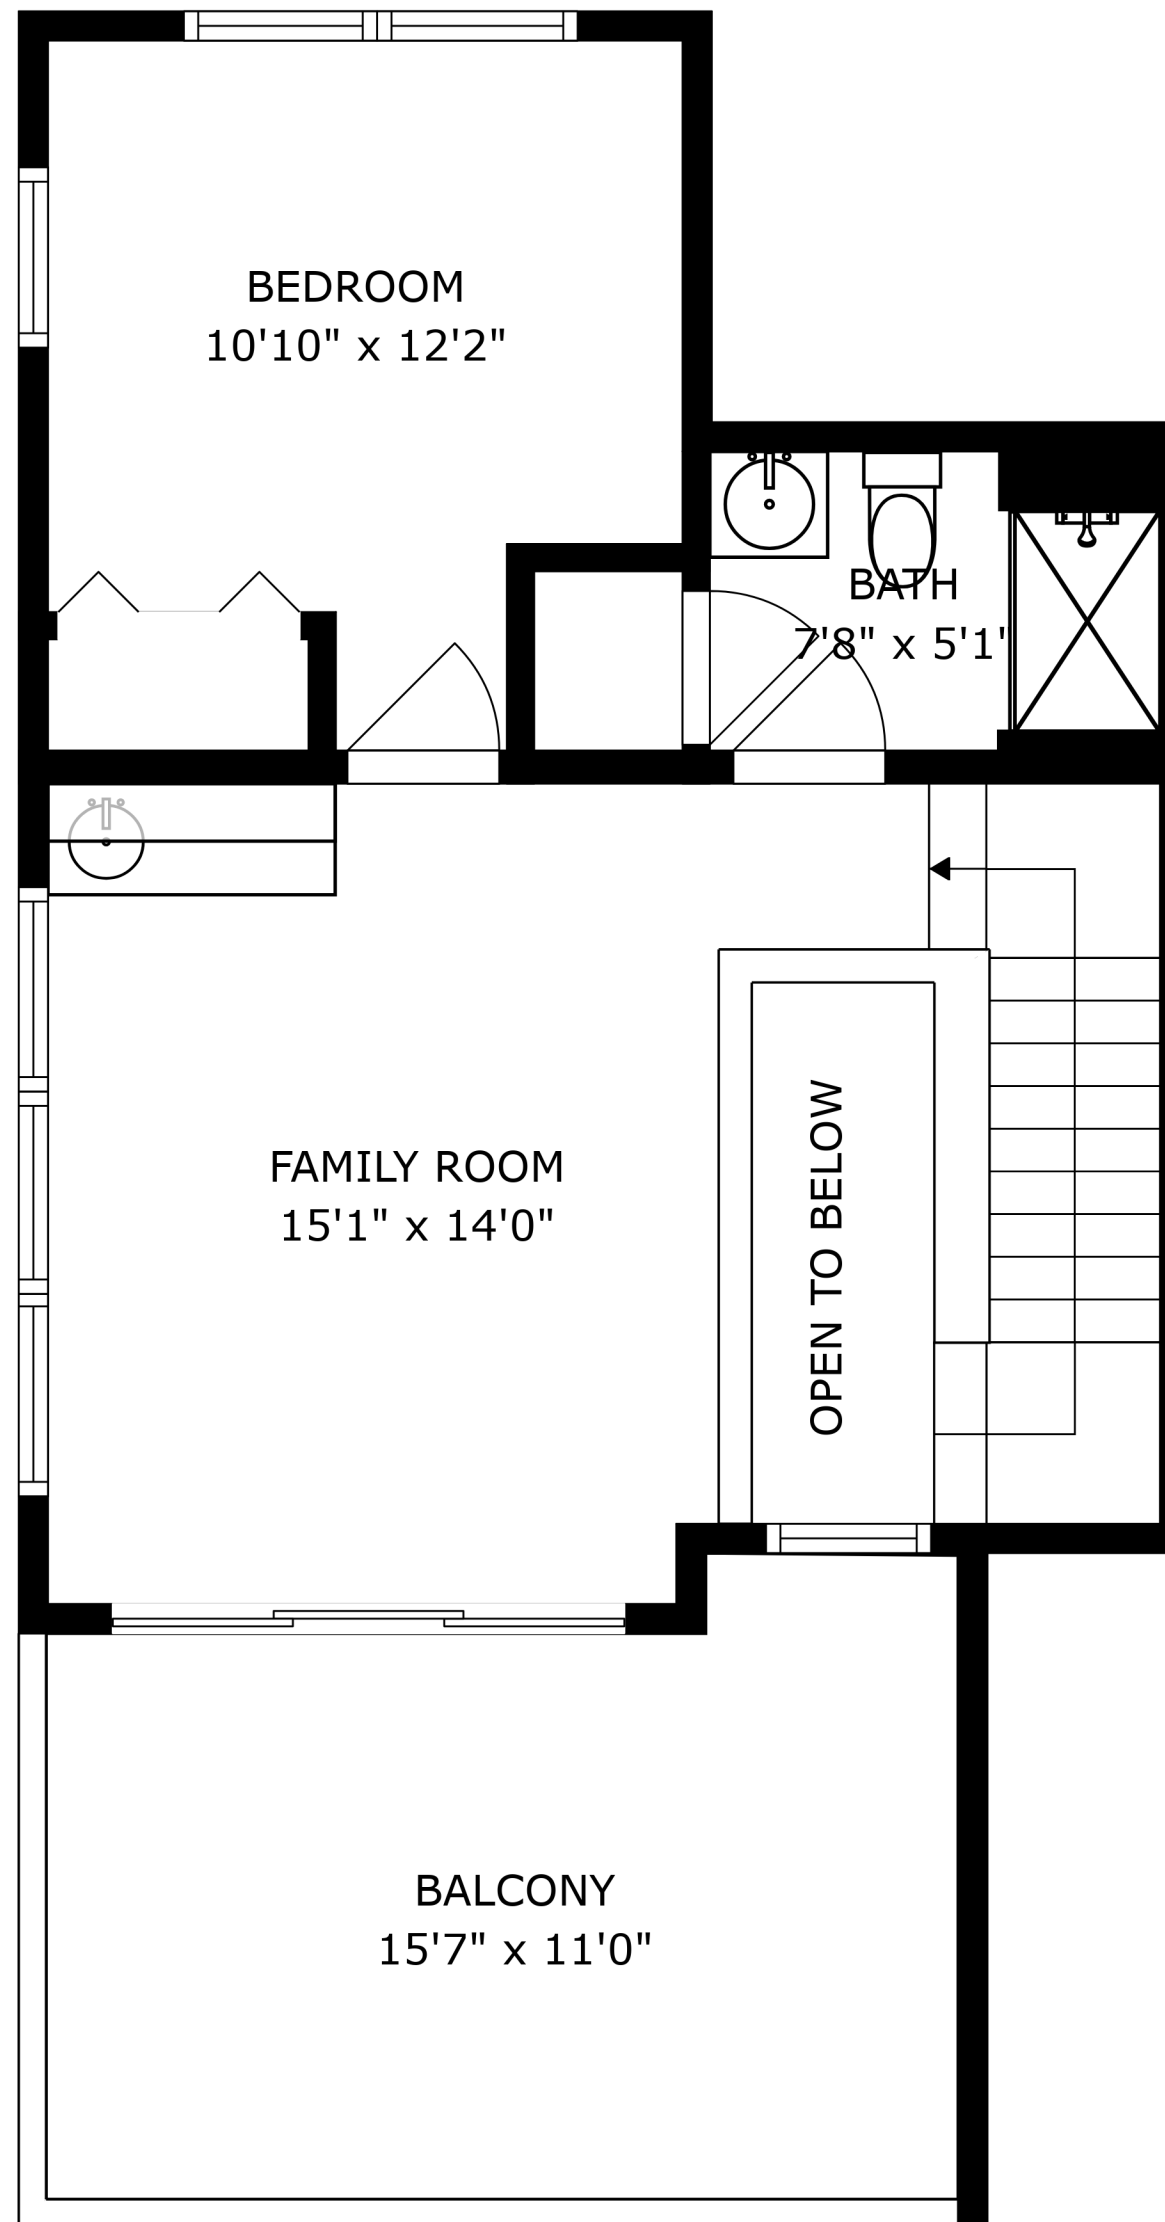 BEDROOM
10'10" x 12'2"
BATH
7'8" x 5'1"
FAMILY ROOM
15'1" x 14'0"
OPEN TO BELOW
BALCONY
15'7" x 11'0"